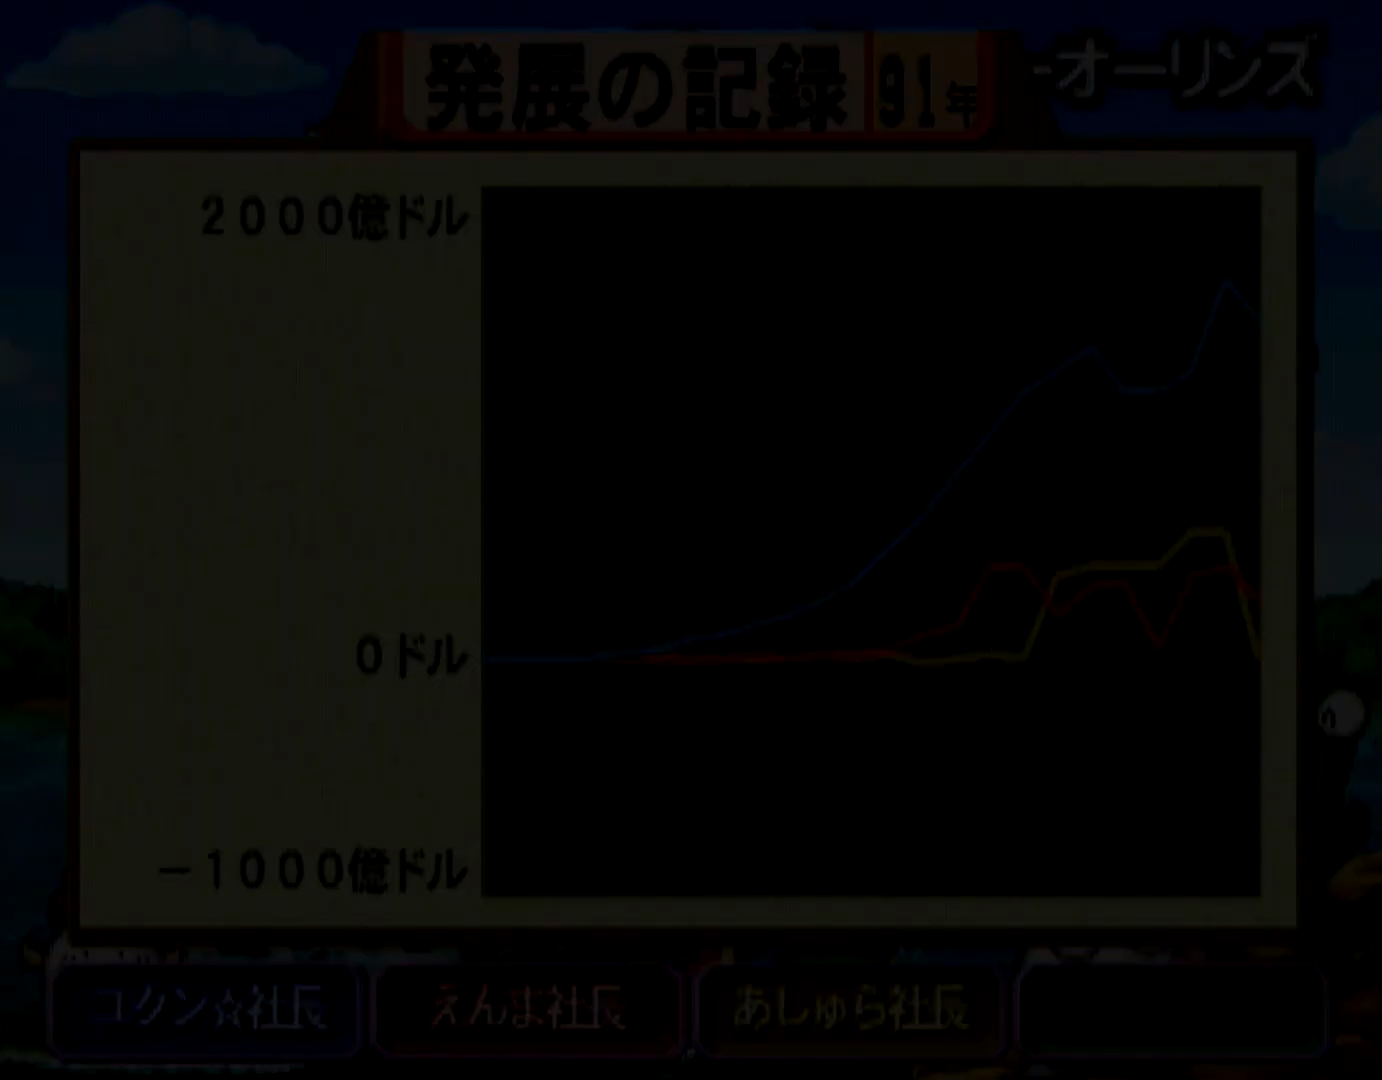 発展の記録 91年
-オーリンズ
2000億ドル
0ドル
-1000億ドル
コクン☆社長 えんま社長 あしゅら社長